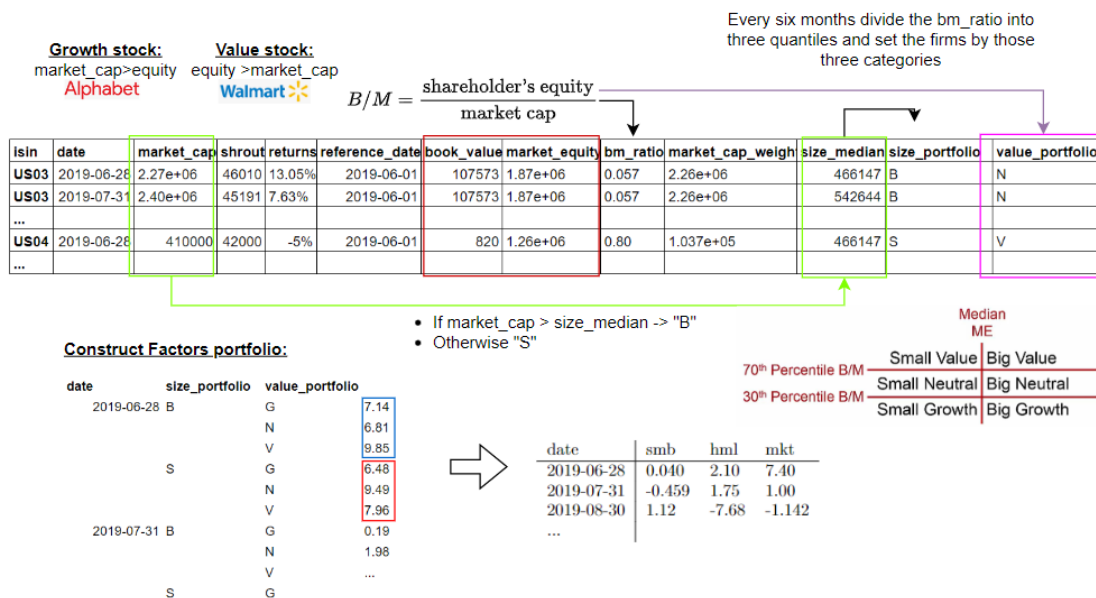 Every six months divide the bm_ratio into
three quantiles and set the firms by those
three categories
Growth stock:
market_cap>equity
Alphabet
Value stock:
equity >market_cap
Walmart
B/M = shareholder's equity
market cap
isin date market_cap shrout returns reference_date book_value market_equity bm_ratio market_cap_weight size_median size_portfolio value_portfolio
US03 2019-06-28 2.27e+06 46010 13.05% 2019-06-01 107573 1.87e+06 0.057 2.26e+06 466147 B N
US03 2019-07-31 2.40e+06 45191 7.63% 2019-06-01 107573 1.87e+06 0.057 2.26e+06 542644 B N
...
US04 2019-06-28 410000 42000 -5% 2019-06-01 820 1.26e+06 0.80 1.037e+05 466147 S V
...
• If market_cap > size_median -> "B"
• Otherwise "S"
Median
ME
Small Value Big Value
70th Percentile B/M
Small Neutral Big Neutral
30th Percentile B/M
Small Growth Big Growth
Construct Factors portfolio:
date size_portfolio value_portfolio
2019-06-28 B G 7.14
N 6.81
V 9.85
S G 6.48
N 9.49
V 7.96
2019-07-31 B G 0.19
N 1.98
V ...
S G
date smb hml mkt
2019-06-28 0.040 2.10 7.40
2019-07-31 -0.459 1.75 1.00
2019-08-30 1.12 -7.68 -1.142
...